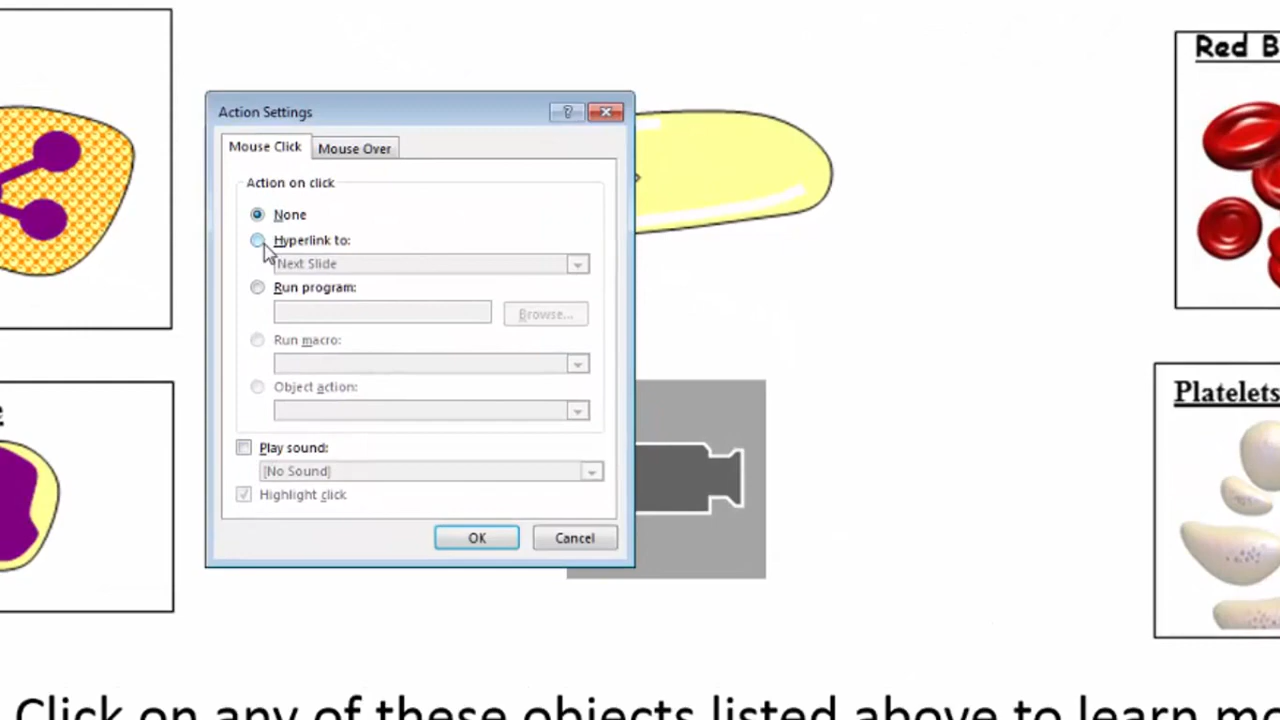 Red B
Action Settings
Mouse Click
Mouse Over
Action on click
None
Hyperlink to:
Next Slide
Run program:
Browse...
Run macro:
Object action:
Platelets
Play sound:
[No Sound]
Highlight click
OK
Cancel
Click on any of these objects listed above to learn mo